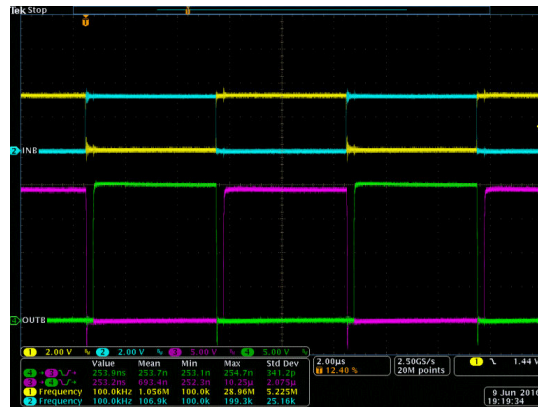 Tek Stop
T
2 INB
4 OUTB
1 2.00 V 2 2.00 V 3 5.00 V 4 5.00 V
Value Mean Min Max Std Dev
4 → 3 253.9ns 253.7n 253.1n 254.7n 341.2p
3 → 4 253.2ns 693.4n 252.3n 10.25µ 2.075µ
1 Frequency 100.0kHz 1.056M 100.0k 28.96M 5.225M
2 Frequency 100.0kHz 106.9k 100.0k 199.3k 25.16k
2.00µs
T 12.40 %
2.50GS/s
20M points
1 1.44 V
9 Jun 2016
19:19:34